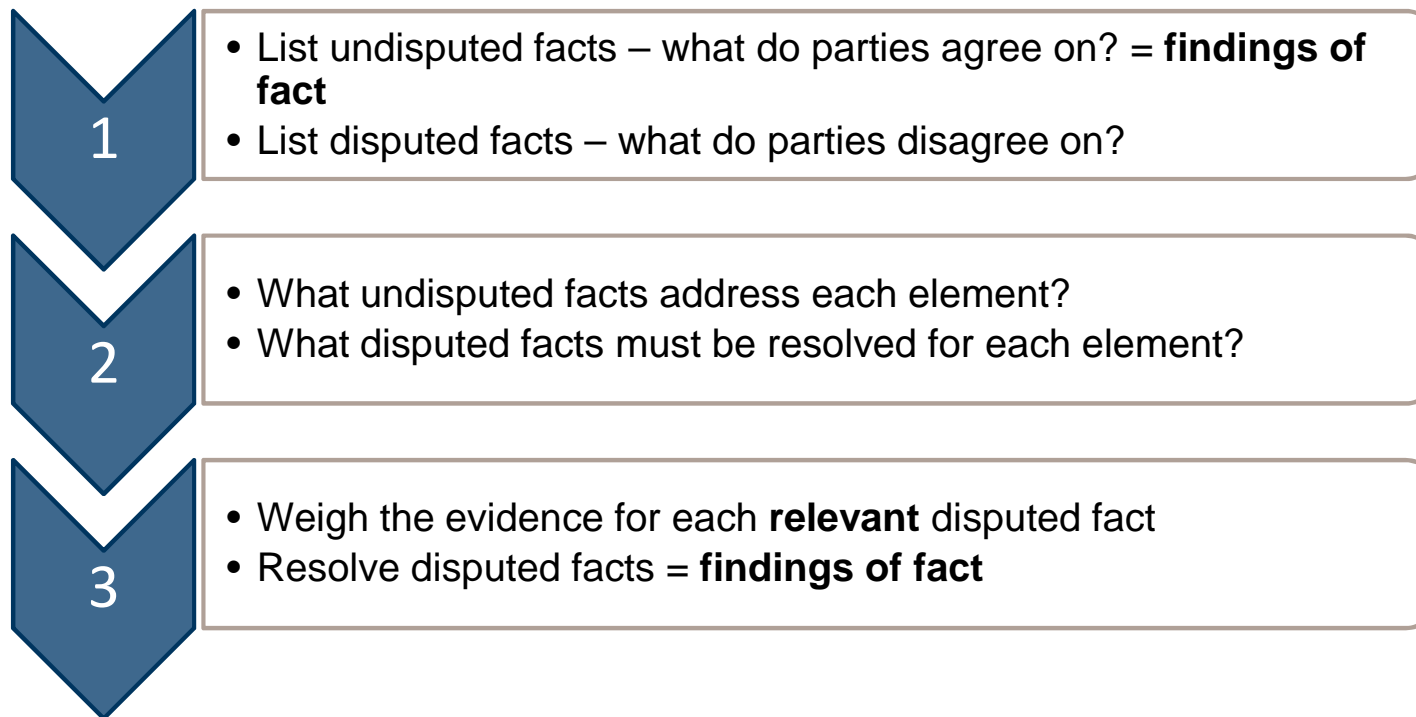 1
• List undisputed facts – what do parties agree on? = findings of
fact
• List disputed facts – what do parties disagree on?
2
• What undisputed facts address each element?
• What disputed facts must be resolved for each element?
3
• Weigh the evidence for each relevant disputed fact
• Resolve disputed facts = findings of fact